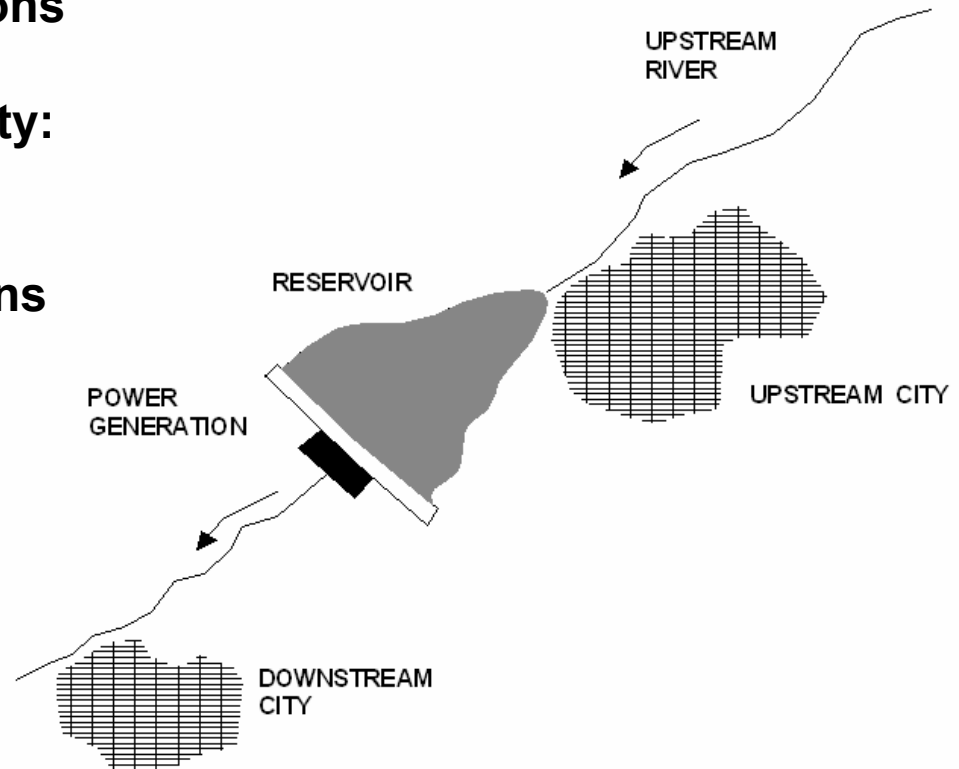 ons
ty:
ns
UPSTREAM
RIVER
RESERVOIR
POWER
GENERATION
UPSTREAM CITY
DOWNSTREAM
CITY